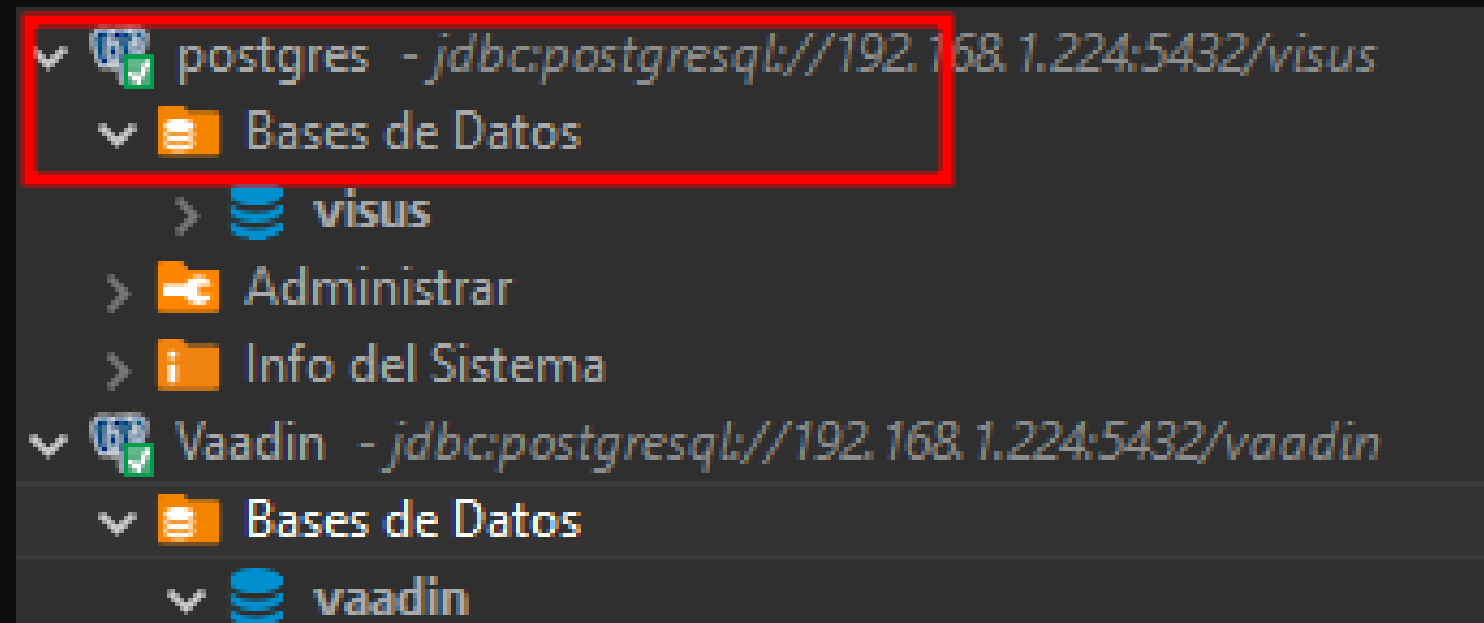 postgres - jdbc:postgresql://192.168.1.224:5432/visus
Bases de Datos
visus
Administrar
Info del Sistema
Vaadin - jdbc:postgresql://192.168.1.224:5432/vaadin
Bases de Datos
vaadin